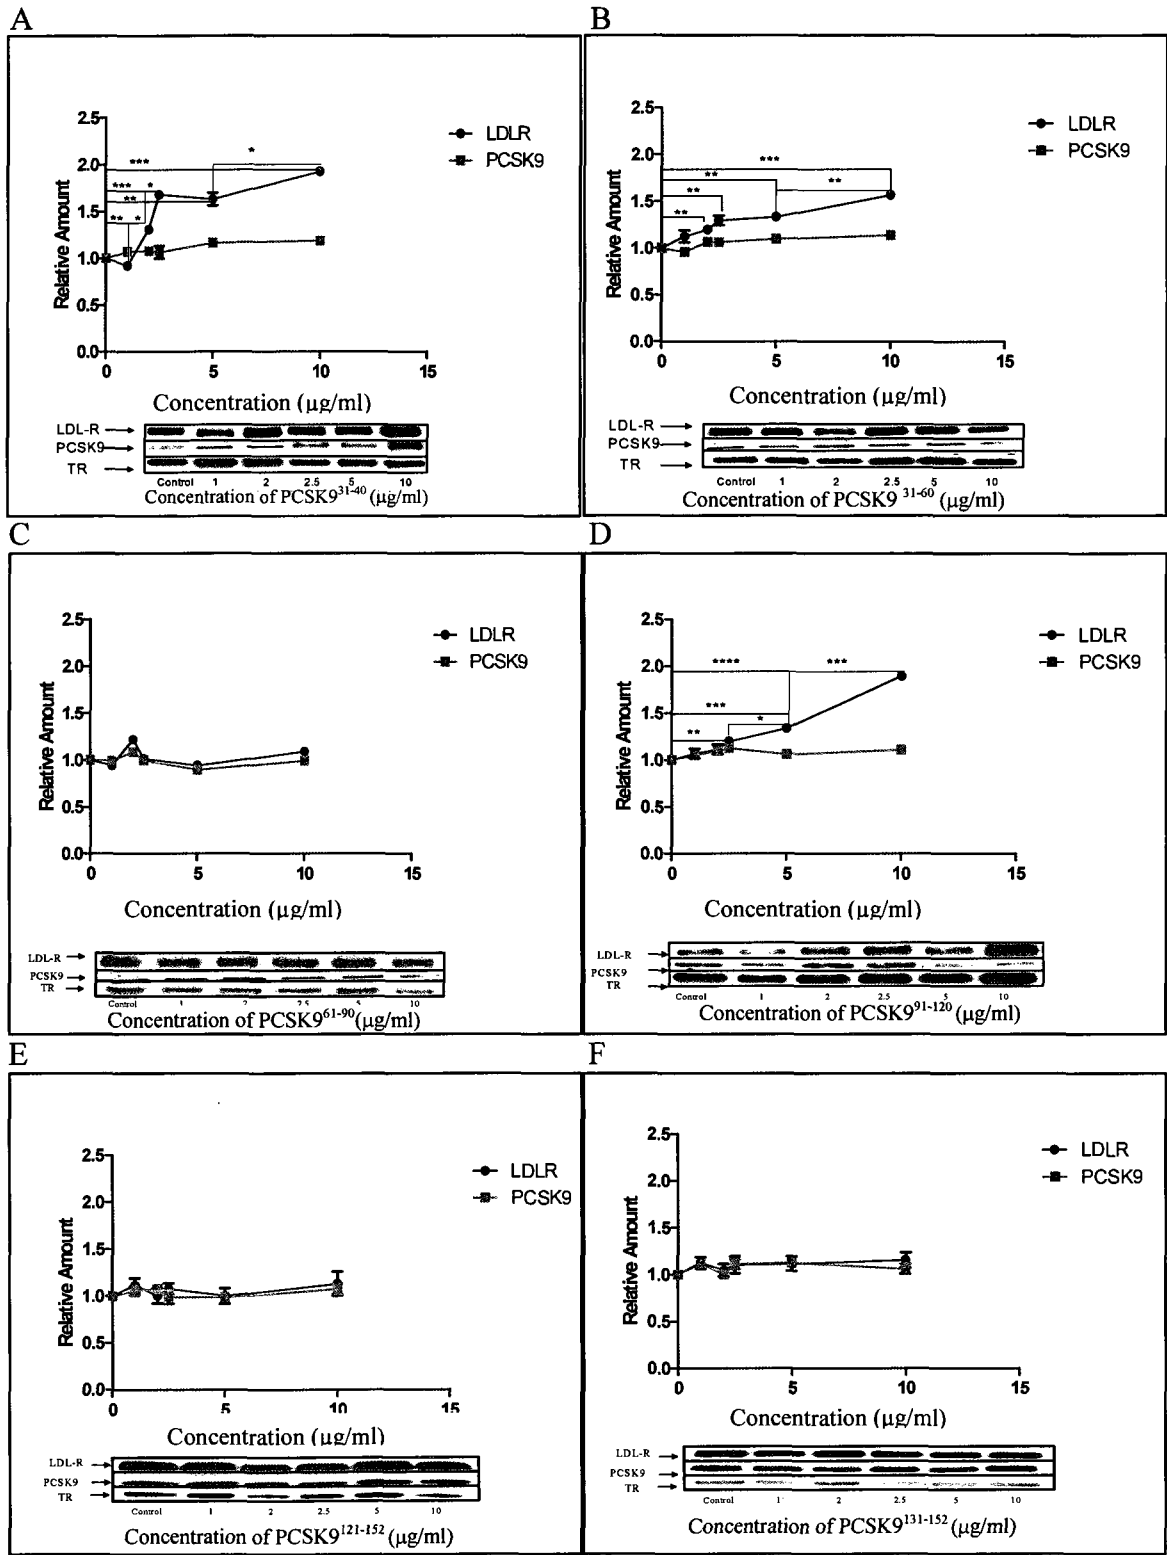 A
2.5
2.0
1.5
1.0
0.5
0.0
Relative Amount
LDLR
PCSK9
***
*
*** *
**
** *
0 5 10 15
Concentration (µg/ml)
LDL-R
PCSK9
TR
Control 1 2 2.5 5 10
Concentration of PCSK931-40 (µg/ml)
B
2.5
2.0
1.5
1.0
0.5
0.0
Relative Amount
LDLR
PCSK9
***
** **
**
**
0 5 10 15
Concentration (µg/ml)
LDL-R
PCSK9
TR
Control 1 2 2.5 5 10
Concentration of PCSK9 31-60 (µg/ml)
C
2.5
2.0
1.5
1.0
0.5
0.0
Relative Amount
LDLR
PCSK9
0 5 10 15
Concentration (µg/ml)
LDL-R
PCSK9
TR
Control 1 2 2.5 5 10
Concentration of PCSK961-90 (µg/ml)
D
2.5
2.0
1.5
1.0
0.5
0.0
Relative Amount
LDLR
PCSK9
**** ***
***
*
**
0 5 10 15
Concentration (µg/ml)
LDL-R
PCSK9
TR
Control 1 2 2.5 5 10
Concentration of PCSK991-120 (µg/ml)
E
2.5
2.0
1.5
1.0
0.5
0.0
Relative Amount
LDLR
PCSK9
0 5 10 15
Concentration (µg/ml)
LDL-R
PCSK9
TR
Control 1 2 2.5 5 10
Concentration of PCSK9121-152 (µg/ml)
F
2.5
2.0
1.5
1.0
0.5
0.0
Relative Amount
LDLR
PCSK9
0 5 10 15
Concentration (µg/ml)
LDL-R
PCSK9
TR
Control 1 2 2.5 5 10
Concentration of PCSK9131-152 (µg/ml)